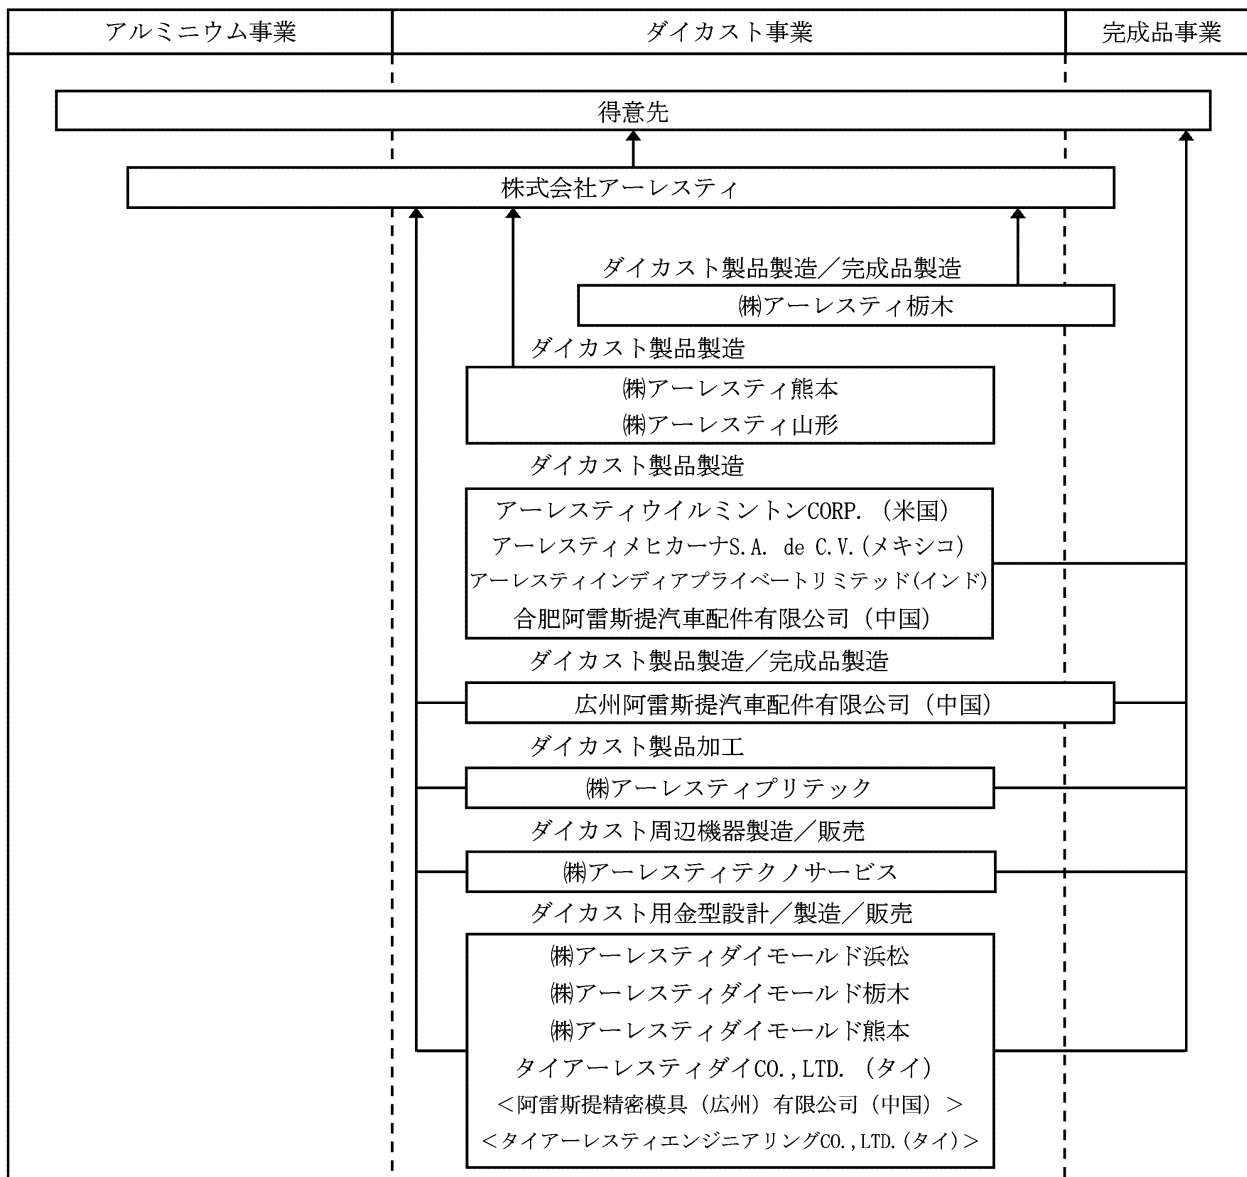 アルミニウム事業
ダイカスト事業
完成品事業
得意先
株式会社アーレスティ
ダイカスト製品製造／完成品製造
㈱アーレスティ栃木
ダイカスト製品製造
㈱アーレスティ熊本
㈱アーレスティ山形
ダイカスト製品製造
アーレスティウイルミントンCORP.（米国）
アーレスティメヒカーナS.A. de C.V.(メキシコ)
アーレスティインディアプライベートリミテッド(インド)
合肥阿雷斯提汽車配件有限公司（中国）
ダイカスト製品製造／完成品製造
広州阿雷斯提汽車配件有限公司（中国）
ダイカスト製品加工
㈱アーレスティプリテック
ダイカスト周辺機器製造／販売
㈱アーレスティテクノサービス
ダイカスト用金型設計／製造／販売
㈱アーレスティダイモールド浜松
㈱アーレスティダイモールド栃木
㈱アーレスティダイモールド熊本
タイアーレスティダイCO.,LTD.（タイ）
＜阿雷斯提精密模具（広州）有限公司（中国）＞
＜タイアーレスティエンジニアリングCO.,LTD.(タイ)＞